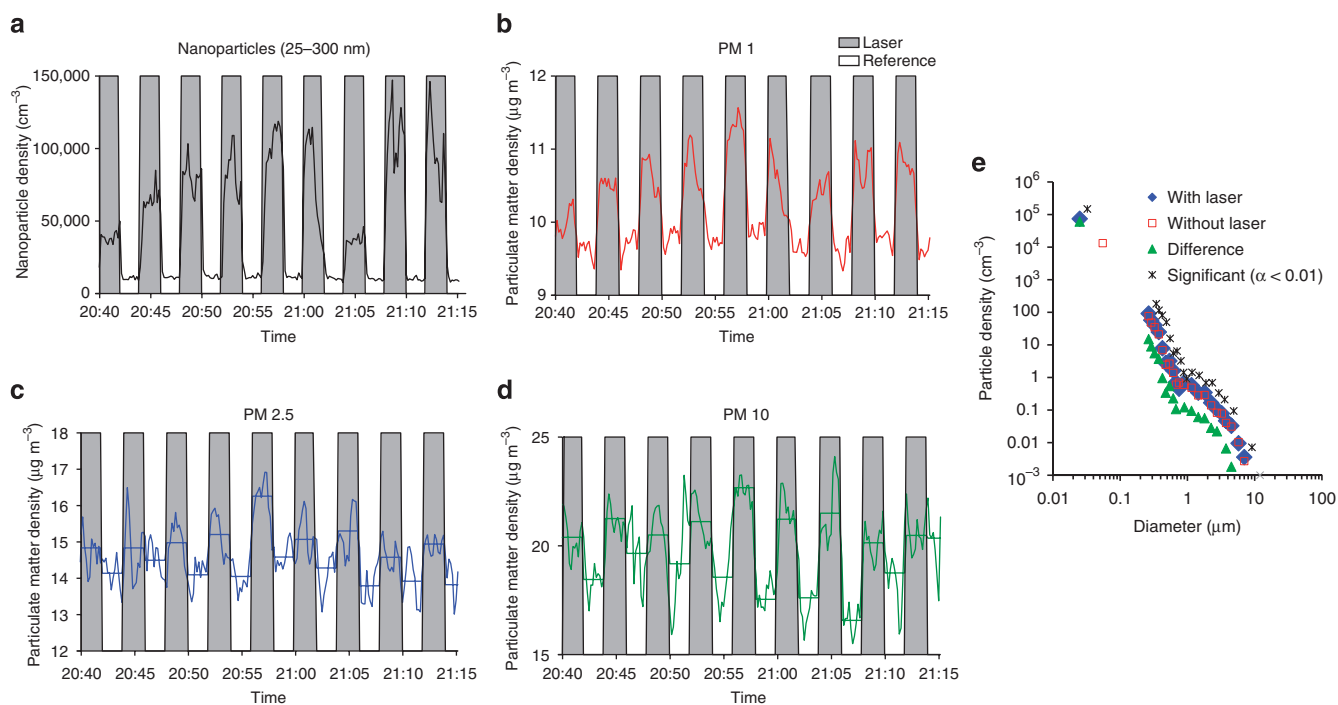 a
Nanoparticles (25–300 nm)
Nanoparticle density (cm⁻³)
150,000
100,000
50,000
0
20:40 20:45 20:50 20:55 21:00 21:05 21:10 21:15
Time
b
PM 1
Laser
Reference
Particulate matter density (μg m⁻³)
12
11
10
9
20:40 20:45 20:50 20:55 21:00 21:05 21:10 21:15
Time
c
PM 2.5
Particulate matter density (μg m⁻³)
18
17
16
15
14
13
12
20:40 20:45 20:50 20:55 21:00 21:05 21:10 21:15
Time
d
PM 10
Particulate matter density (μg m⁻³)
25
20
15
20:40 20:45 20:50 20:55 21:00 21:05 21:10 21:15
Time
e
With laser
Without laser
Difference
Significant (α < 0.01)
Particle density (cm⁻³)
10⁶
10⁵
10⁴
10³
100
10
1
0.1
0.01
10⁻³
0.01 0.1 1 10 100
Diameter (μm)